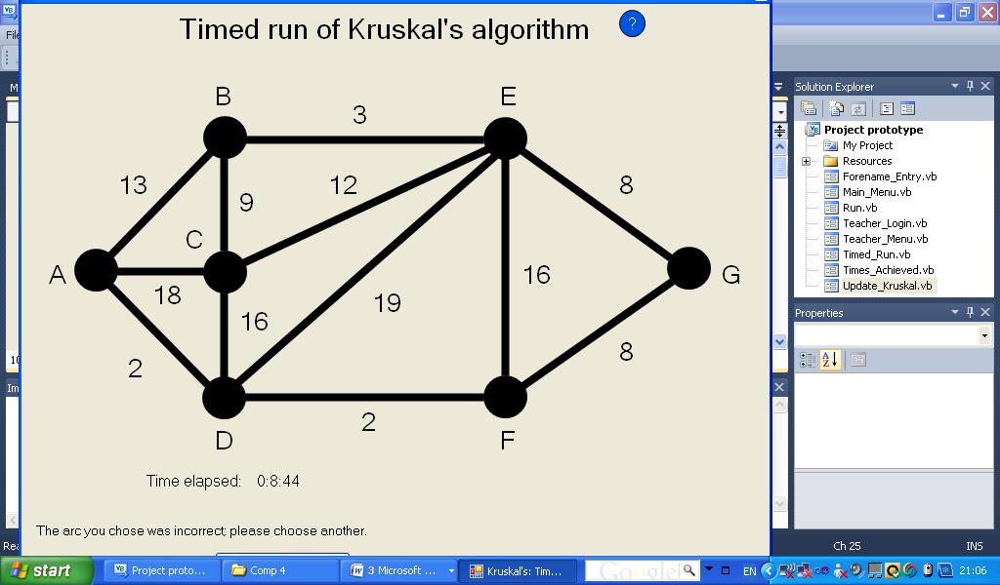 Timed run of Kruskal's algorithm
?
B
E
3
13
9
12
8
C
A
18
16
19
16
G
2
8
2
D
F
Time elapsed: 0:8:44
The arc you chose was incorrect; please choose another.
Solution Explorer
Project prototype
My Project
Resources
Forename_Entry.vb
Main_Menu.vb
Run.vb
Teacher_Login.vb
Teacher_Menu.vb
Timed_Run.vb
Times_Achieved.vb
Update_Kruskal.vb
Properties
Ch 25
INS
start
Project proto...
Comp 4
3 Microsoft ...
Kruskal's: Tim...
Google
EN
21:06